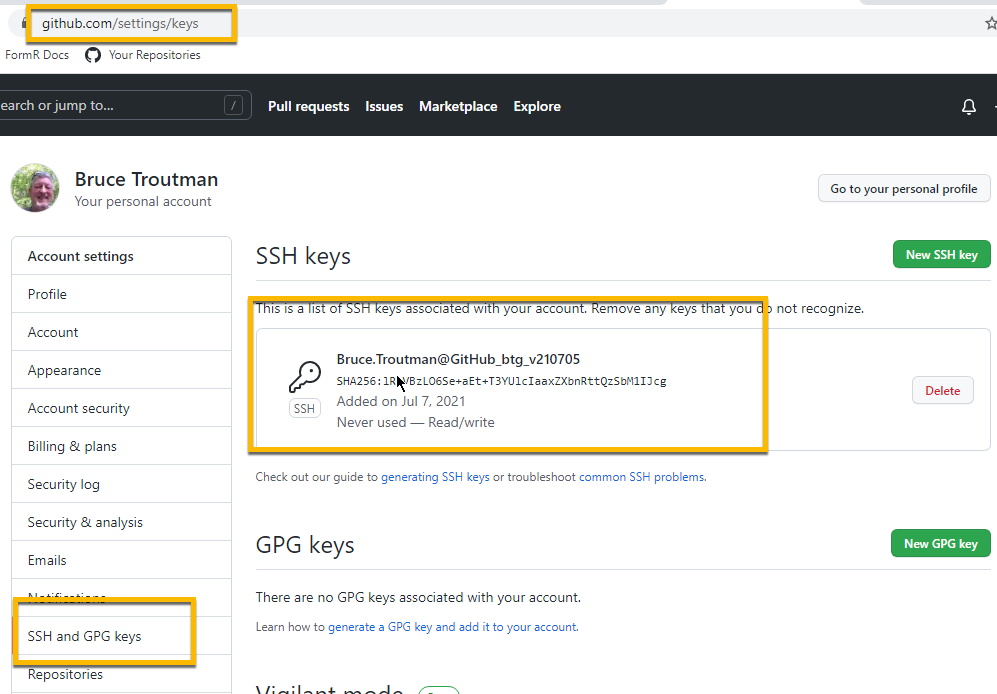 github.com/settings/keys
FormR Docs Your Repositories
earch or jump to... /
Pull requests Issues Marketplace Explore
Bruce Troutman
Your personal account
Go to your personal profile
Account settings
Profile
Account
Appearance
Account security
Billing & plans
Security log
Security & analysis
Emails
Notifications
SSH and GPG keys
Repositories
SSH keys
New SSH key
This is a list of SSH keys associated with your account. Remove any keys that you do not recognize.
Bruce.Troutman@GitHub_btg_v210705
SSH
Added on Jul 7, 2021
Never used — Read/write
Delete
Check out our guide to generating SSH keys or troubleshoot common SSH problems.
GPG keys
New GPG key
There are no GPG keys associated with your account.
Learn how to generate a GPG key and add it to your account.
Vigilant mode